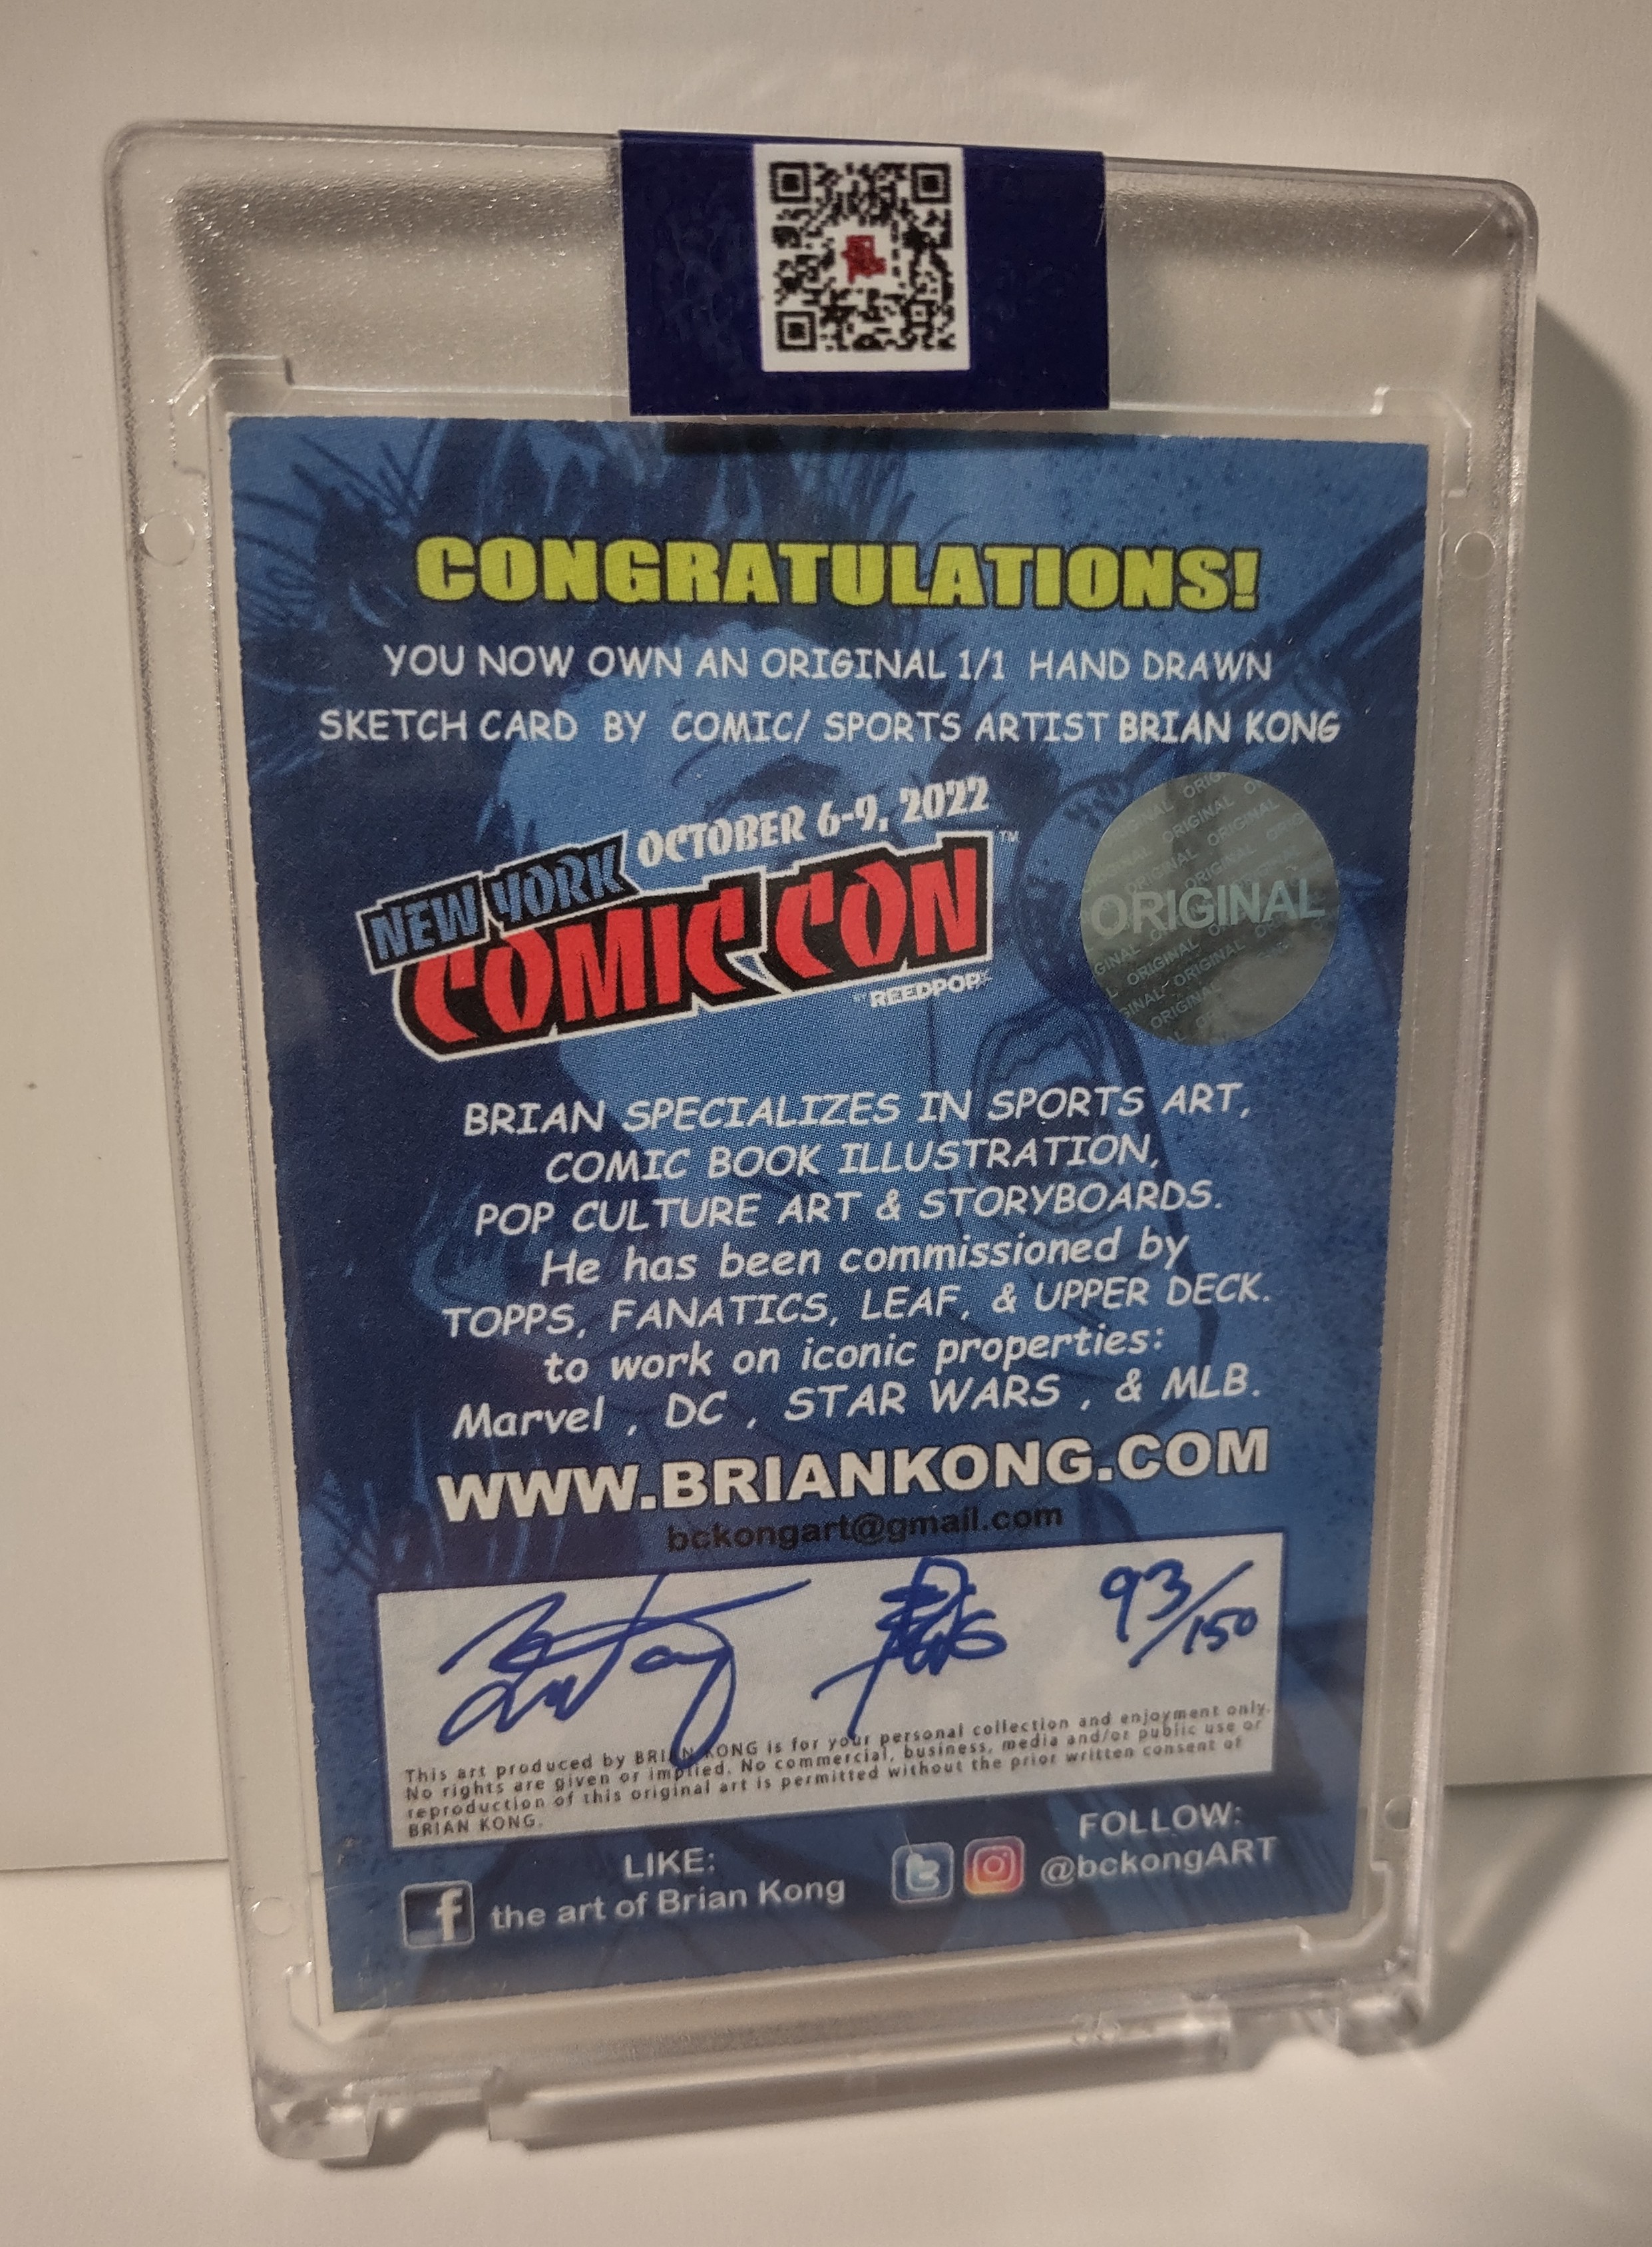 CONGRATULATIONS!
YOU NOW OWN AN ORIGINAL 1/1 HAND DRAWN
SKETCH CARD BY COMIC/ SPORTS ARTIST BRIAN KONG
OCTOBER 6-9, 2022
NEW YORK
COMIC CON™
BY REEDPOP
ORIGINAL
BRIAN SPECIALIZES IN SPORTS ART,
COMIC BOOK ILLUSTRATION,
POP CULTURE ART & STORYBOARDS.
He has been commissioned by
TOPPS, FANATICS, LEAF, & UPPER DECK.
to work on iconic properties:
Marvel , DC , STAR WARS , & MLB.
WWW.BRIANKONG.COM
bckongart@gmail.com
93/150
This art produced by BRIAN KONG is for your personal collection and enjoyment only.
No rights are given or implied. No commercial, business, media and/or public use or
reproduction of this original art is permitted without the prior written consent of
BRIAN KONG.
LIKE:
the art of Brian Kong
FOLLOW:
@bckongART